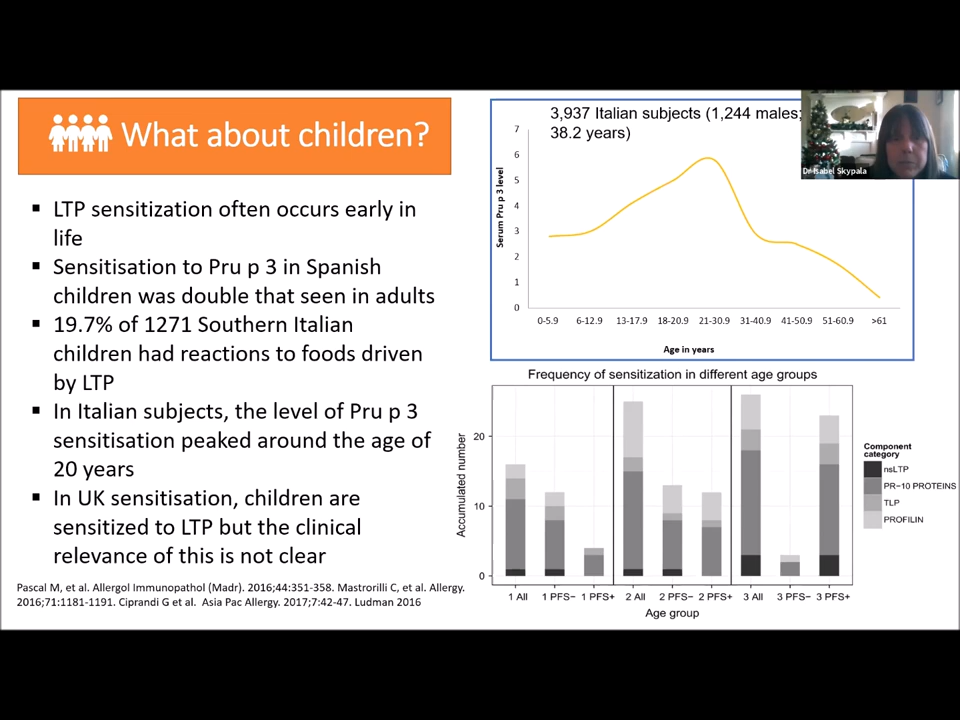 What about children?
▪ LTP sensitization often occurs early in
life
▪ Sensitisation to Pru p 3 in Spanish
children was double that seen in adults
▪ 19.7% of 1271 Southern Italian
children had reactions to foods driven
by LTP
▪ In Italian subjects, the level of Pru p 3
sensitisation peaked around the age of
20 years
▪ In UK sensitisation, children are
sensitized to LTP but the clinical
relevance of this is not clear
Pascal M, et al. Allergol Immunopathol (Madr). 2016;44:351-358. Mastrorilli C, et al. Allergy.
2016;71:1181-1191. Ciprandi G et al. Asia Pac Allergy. 2017;7:42-47. Ludman 2016
3,937 Italian subjects (1,244 males;
38.2 years)
Dr Isabel Skypala
Serum Pru p 3 level
7
6
5
4
3
2
1
0
0-5.9 6-12.9 13-17.9 18-20.9 21-30.9 31-40.9 41-50.9 51-60.9 >61
Age in years
Frequency of sensitization in different age groups
Accumulated number
20
10
0
1 All 1 PFS− 1 PFS+ 2 All 2 PFS− 2 PFS+ 3 All 3 PFS− 3 PFS+
Age group
Component
category
nsLTP
PR−10 PROTEINS
TLP
PROFILIN